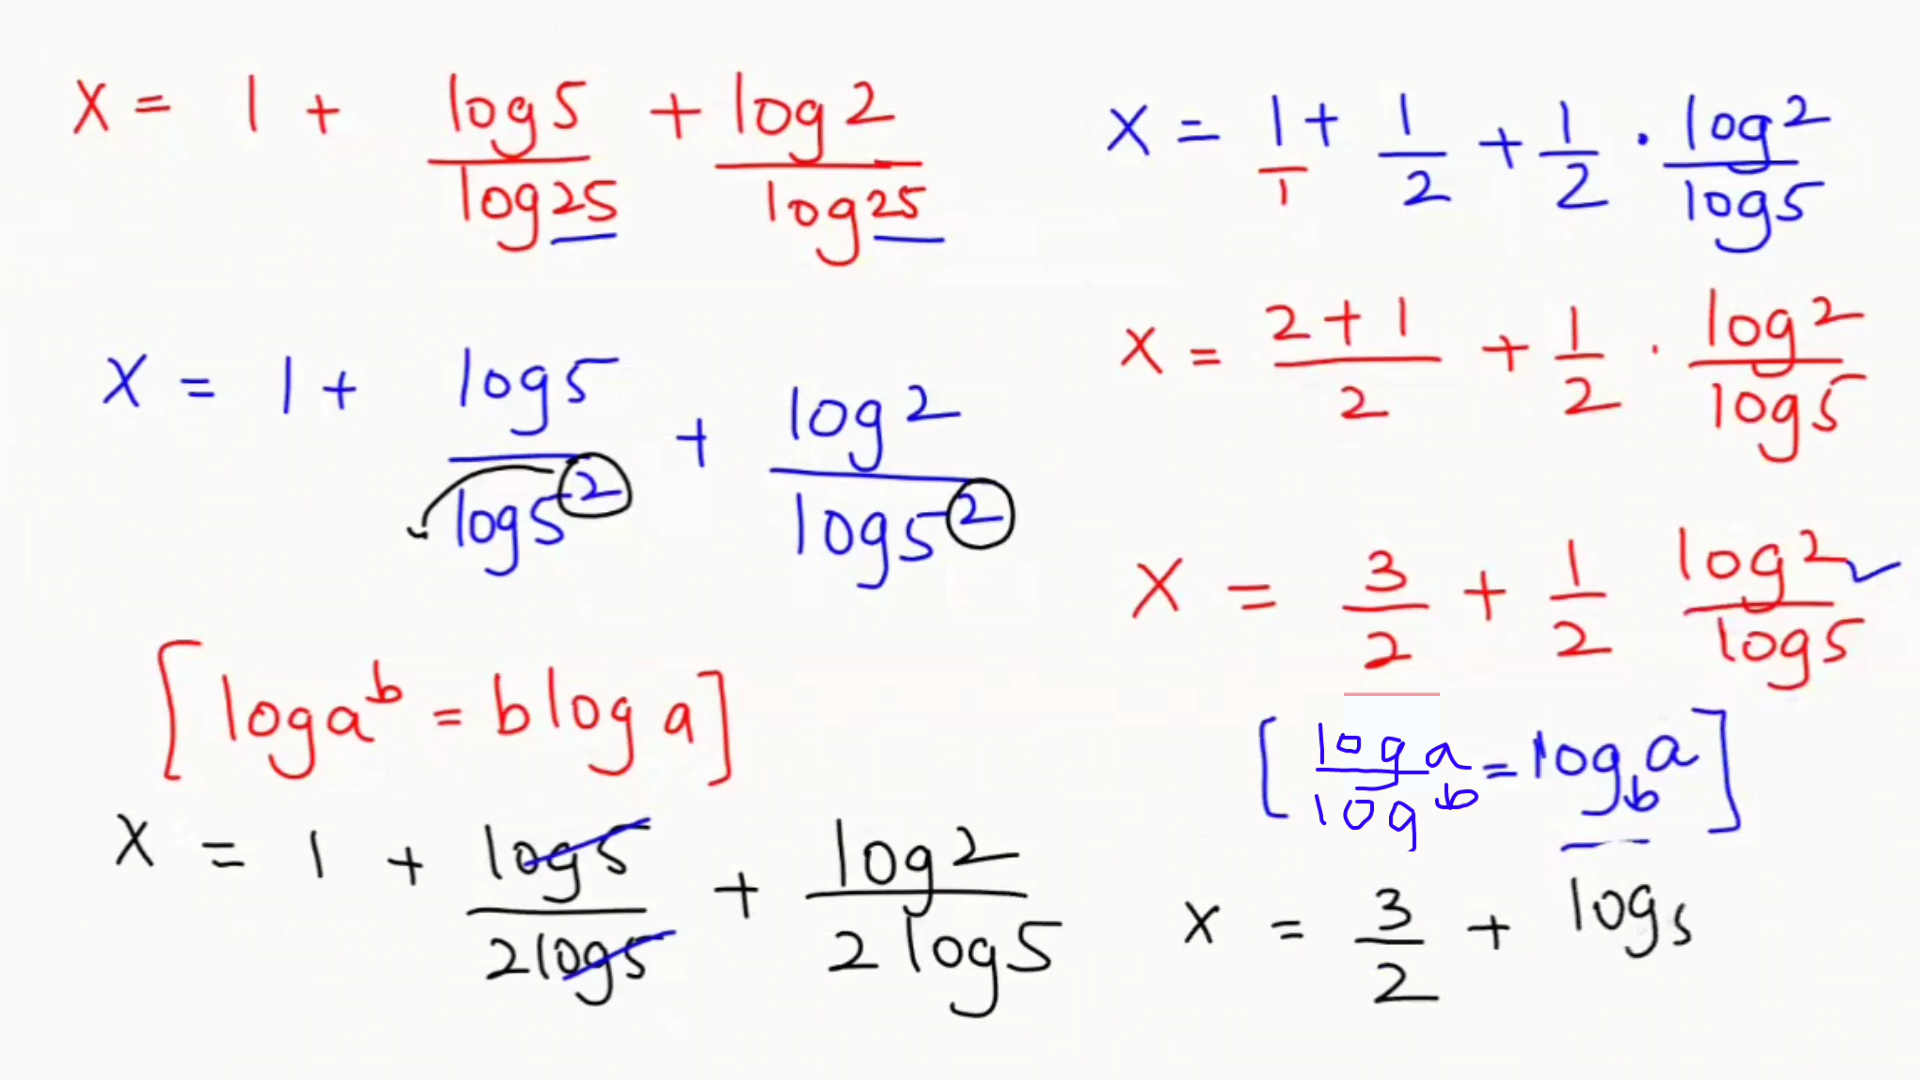 x = 1 + log5/log25 + log2/log25
x = 1 + log5/log5² + log2/log5²
[log aᵇ = b log a]
x = 1 + log5/2log5 + log2/2log5
x = 1/1 + 1/2 + 1/2 · log2/log5
x = 2+1/2 + 1/2 · log2/log5
x = 3/2 + 1/2 log2/log5
[log a/log b = log_b a]
x = 3/2 + log₅